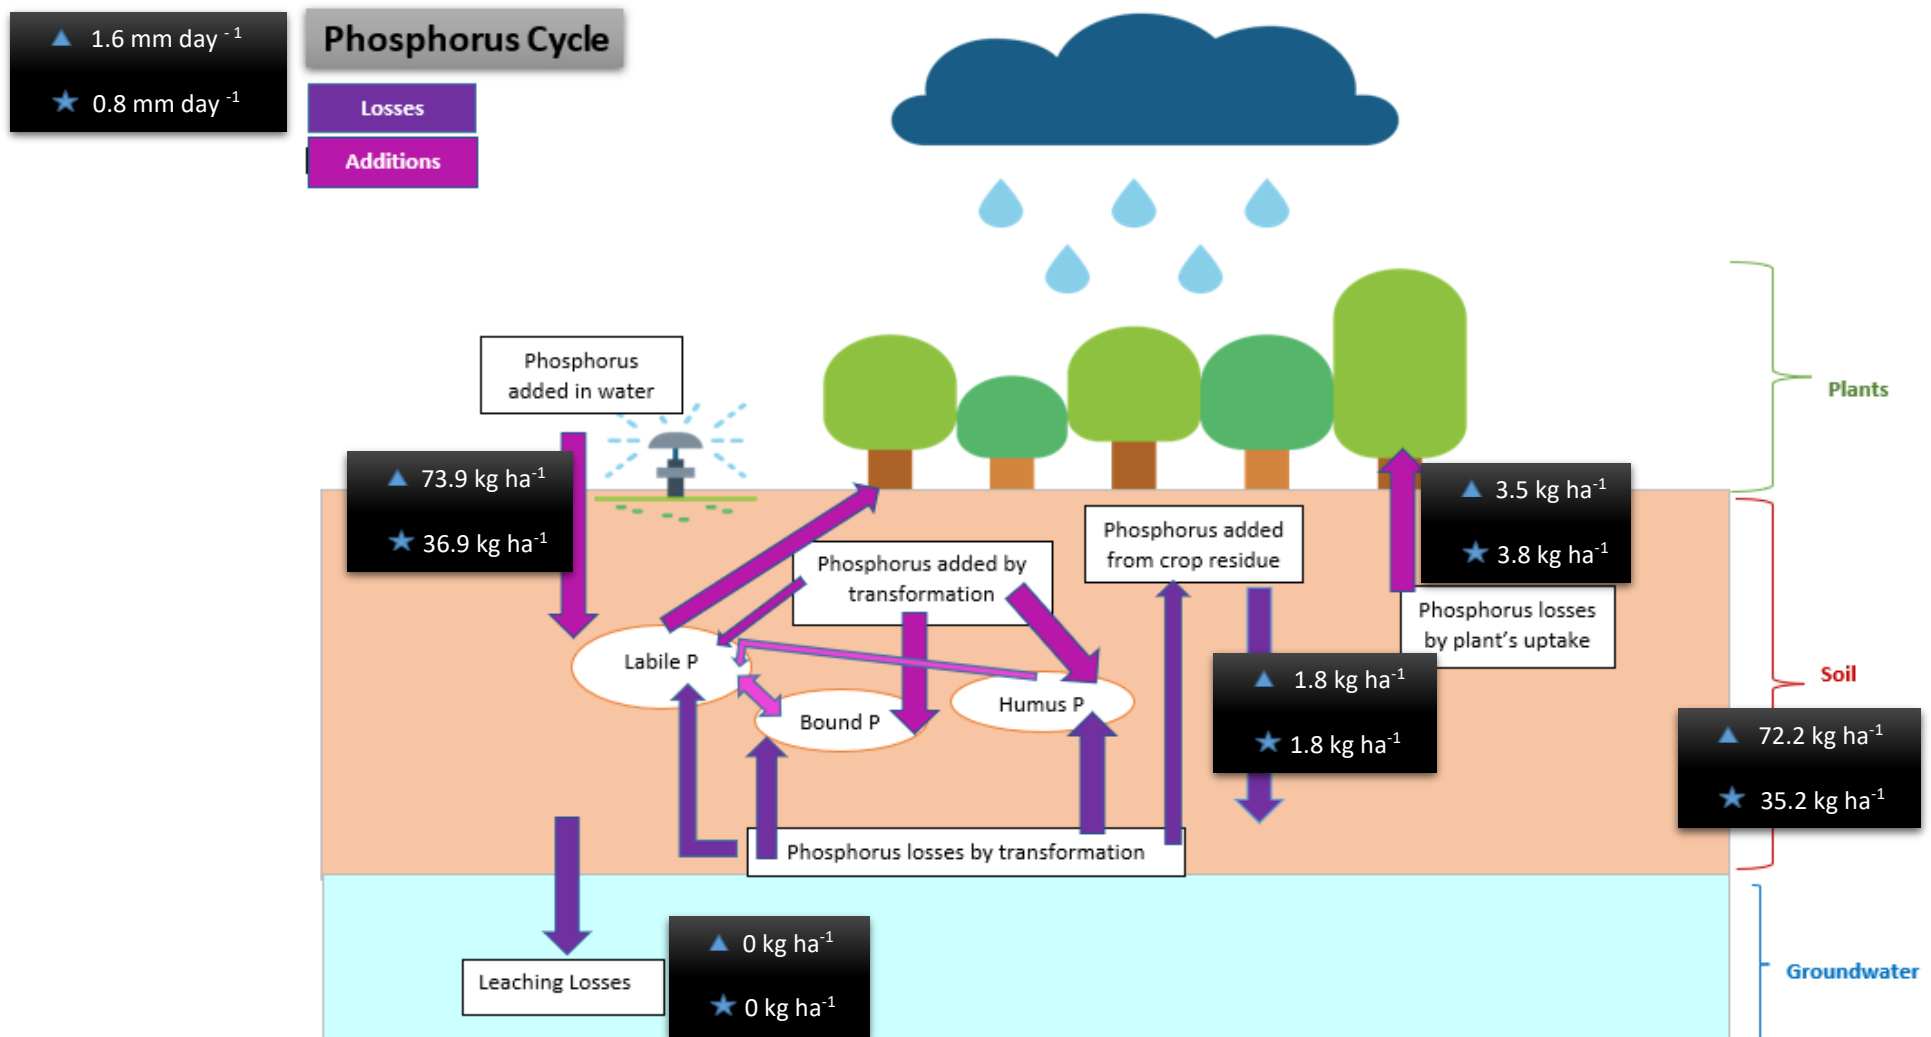 1.6 mm day -1
0.8 mm day -1
Phosphorus Cycle
Losses
Additions
Phosphorus
added in water
Plants
73.9 kg ha-1
36.9 kg ha-1
3.5 kg ha-1
3.8 kg ha-1
Phosphorus added by
transformation
Phosphorus added
from crop residue
Phosphorus losses
by plant's uptake
Labile P
Bound P
Humus P
1.8 kg ha-1
1.8 kg ha-1
Soil
72.2 kg ha-1
35.2 kg ha-1
Phosphorus losses by transformation
Leaching Losses
0 kg ha-1
0 kg ha-1
Groundwater